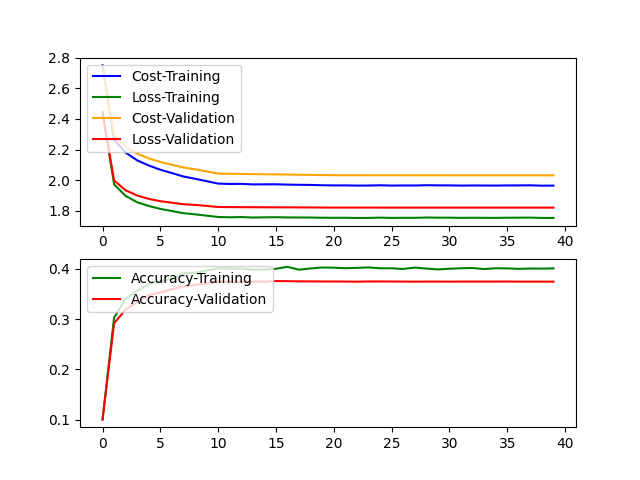 2.8
2.6
2.4
2.2
2.0
1.8
Cost-Training
Loss-Training
Cost-Validation
Loss-Validation
0 5 10 15 20 25 30 35 40
0.4
0.3
0.2
0.1
Accuracy-Training
Accuracy-Validation
0 5 10 15 20 25 30 35 40